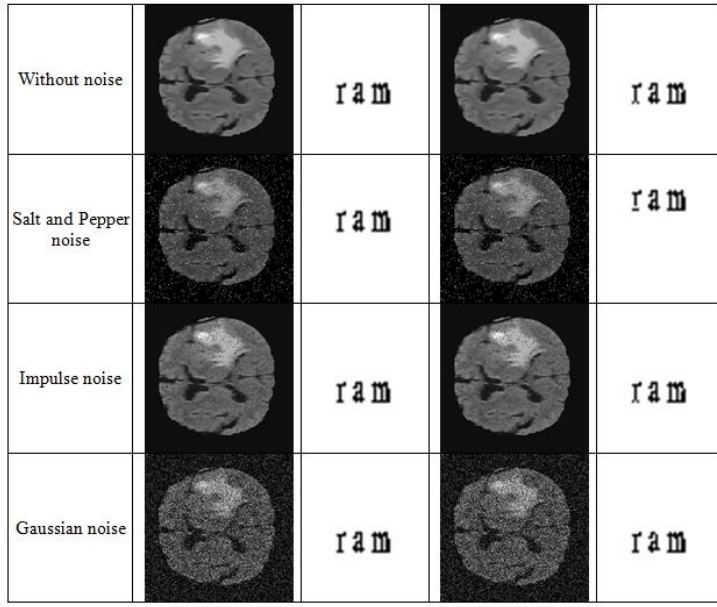 Without noise
ram
ram
Salt and Pepper
noise
ram
ram
Impulse noise
ram
ram
Gaussian noise
ram
ram